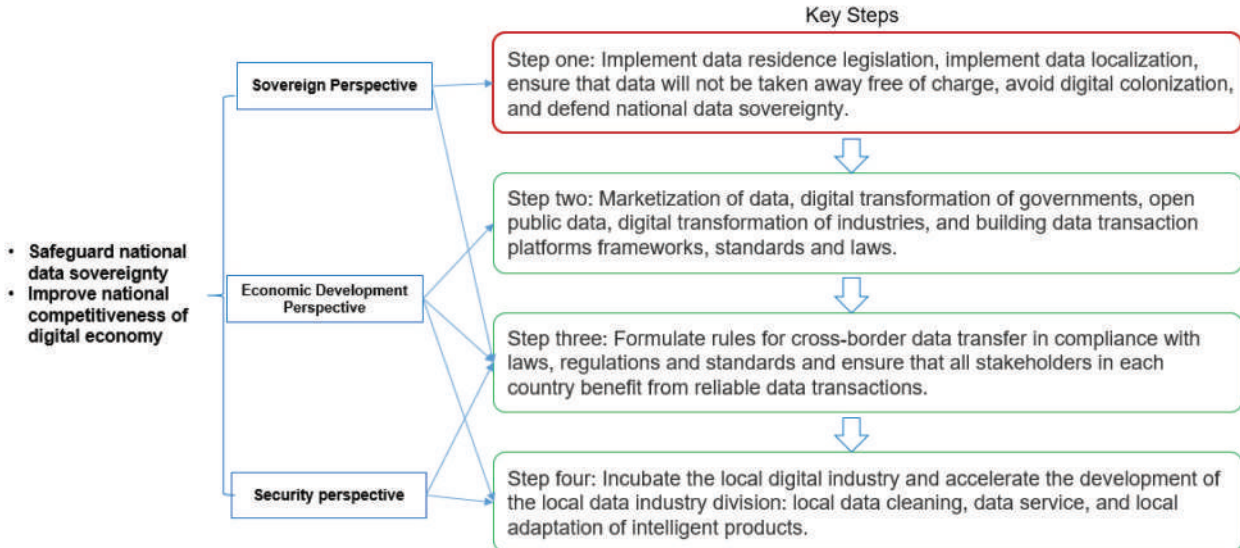 Key Steps
• Safeguard national
data sovereignty
• Improve national
competitiveness of
digital economy
Sovereign Perspective
Economic Development
Perspective
Security perspective
Step one: Implement data residence legislation, implement data localization,
ensure that data will not be taken away free of charge, avoid digital colonization,
and defend national data sovereignty.
Step two: Marketization of data, digital transformation of governments, open
public data, digital transformation of industries, and building data transaction
platforms frameworks, standards and laws.
Step three: Formulate rules for cross-border data transfer in compliance with
laws, regulations and standards and ensure that all stakeholders in each
country benefit from reliable data transactions.
Step four: Incubate the local digital industry and accelerate the development of
the local data industry division: local data cleaning, data service, and local
adaptation of intelligent products.